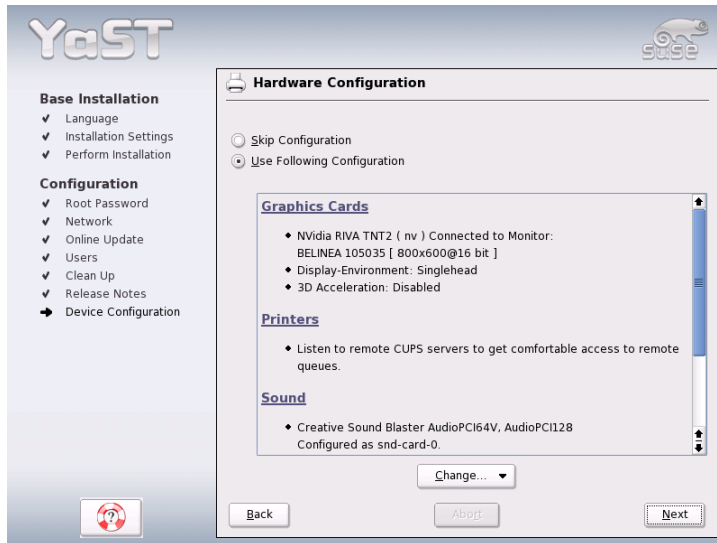 YaST
SUSE
Base Installation
Language
Installation Settings
Perform Installation
Configuration
Root Password
Network
Online Update
Users
Clean Up
Release Notes
Device Configuration
Hardware Configuration
Skip Configuration
Use Following Configuration
Graphics Cards
NVidia RIVA TNT2 ( nv ) Connected to Monitor:
BELINEA 105035 [ 800x600@16 bit ]
Display-Environment: Singlehead
3D Acceleration: Disabled
Printers
Listen to remote CUPS servers to get comfortable access to remote
queues.
Sound
Creative Sound Blaster AudioPCI64V, AudioPCI128
Configured as snd-card-0.
Change...
Back
Abort
Next